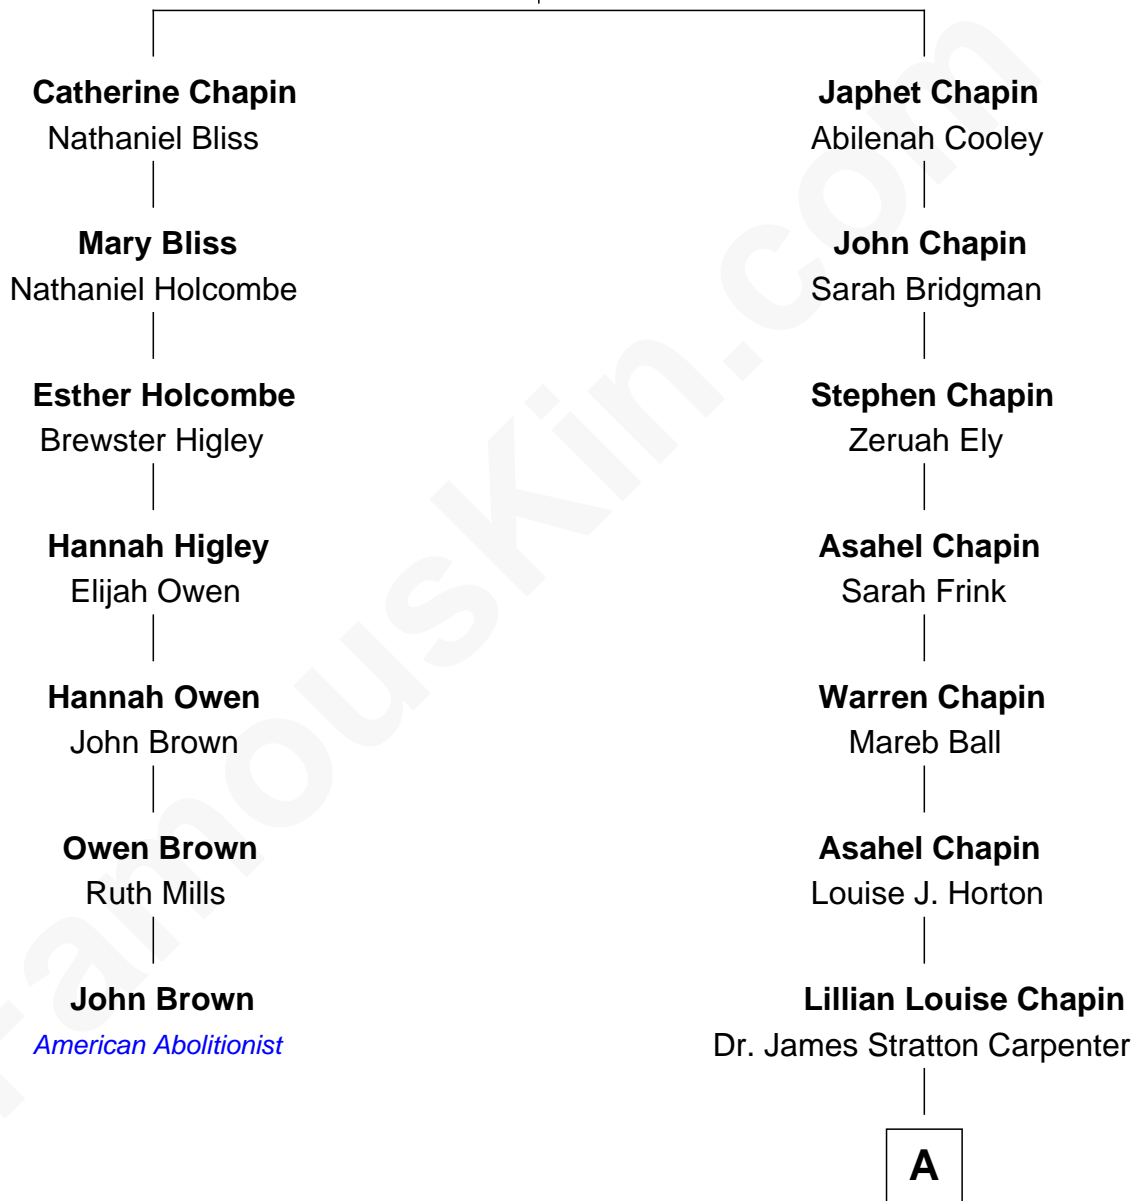 Catherine Chapin
Nathaniel Bliss
Mary Bliss
Nathaniel Holcombe
Esther Holcombe
Brewster Higley
Hannah Higley
Elijah Owen
Hannah Owen
John Brown
Owen Brown
Ruth Mills
John Brown
American Abolitionist
Japhet Chapin
Abilenah Cooley
John Chapin
Sarah Bridgman
Stephen Chapin
Zeruah Ely
Asahel Chapin
Sarah Frink
Warren Chapin
Mareb Ball
Asahel Chapin
Louise J. Horton
Lillian Louise Chapin
Dr. James Stratton Carpenter
A
FamousKin.com